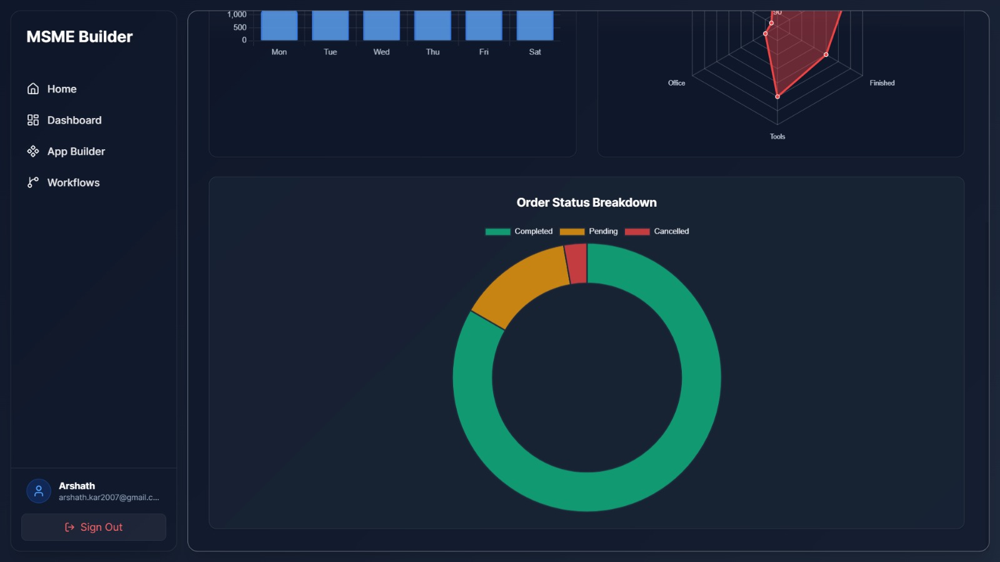 MSME Builder
Home
Dashboard
App Builder
Workflows
Arshath
arshath.kar2007@gmail.c...
Sign Out
1,000
500
0
Mon Tue Wed Thu Fri Sat
90
Office
Finished
Tools
Order Status Breakdown
Completed Pending Cancelled